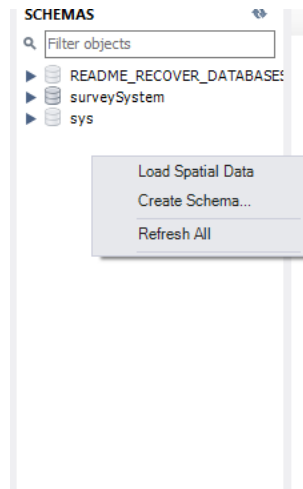 SCHEMAS
Filter objects
README_RECOVER_DATABASES
surveySystem
sys
Load Spatial Data
Create Schema...
Refresh All